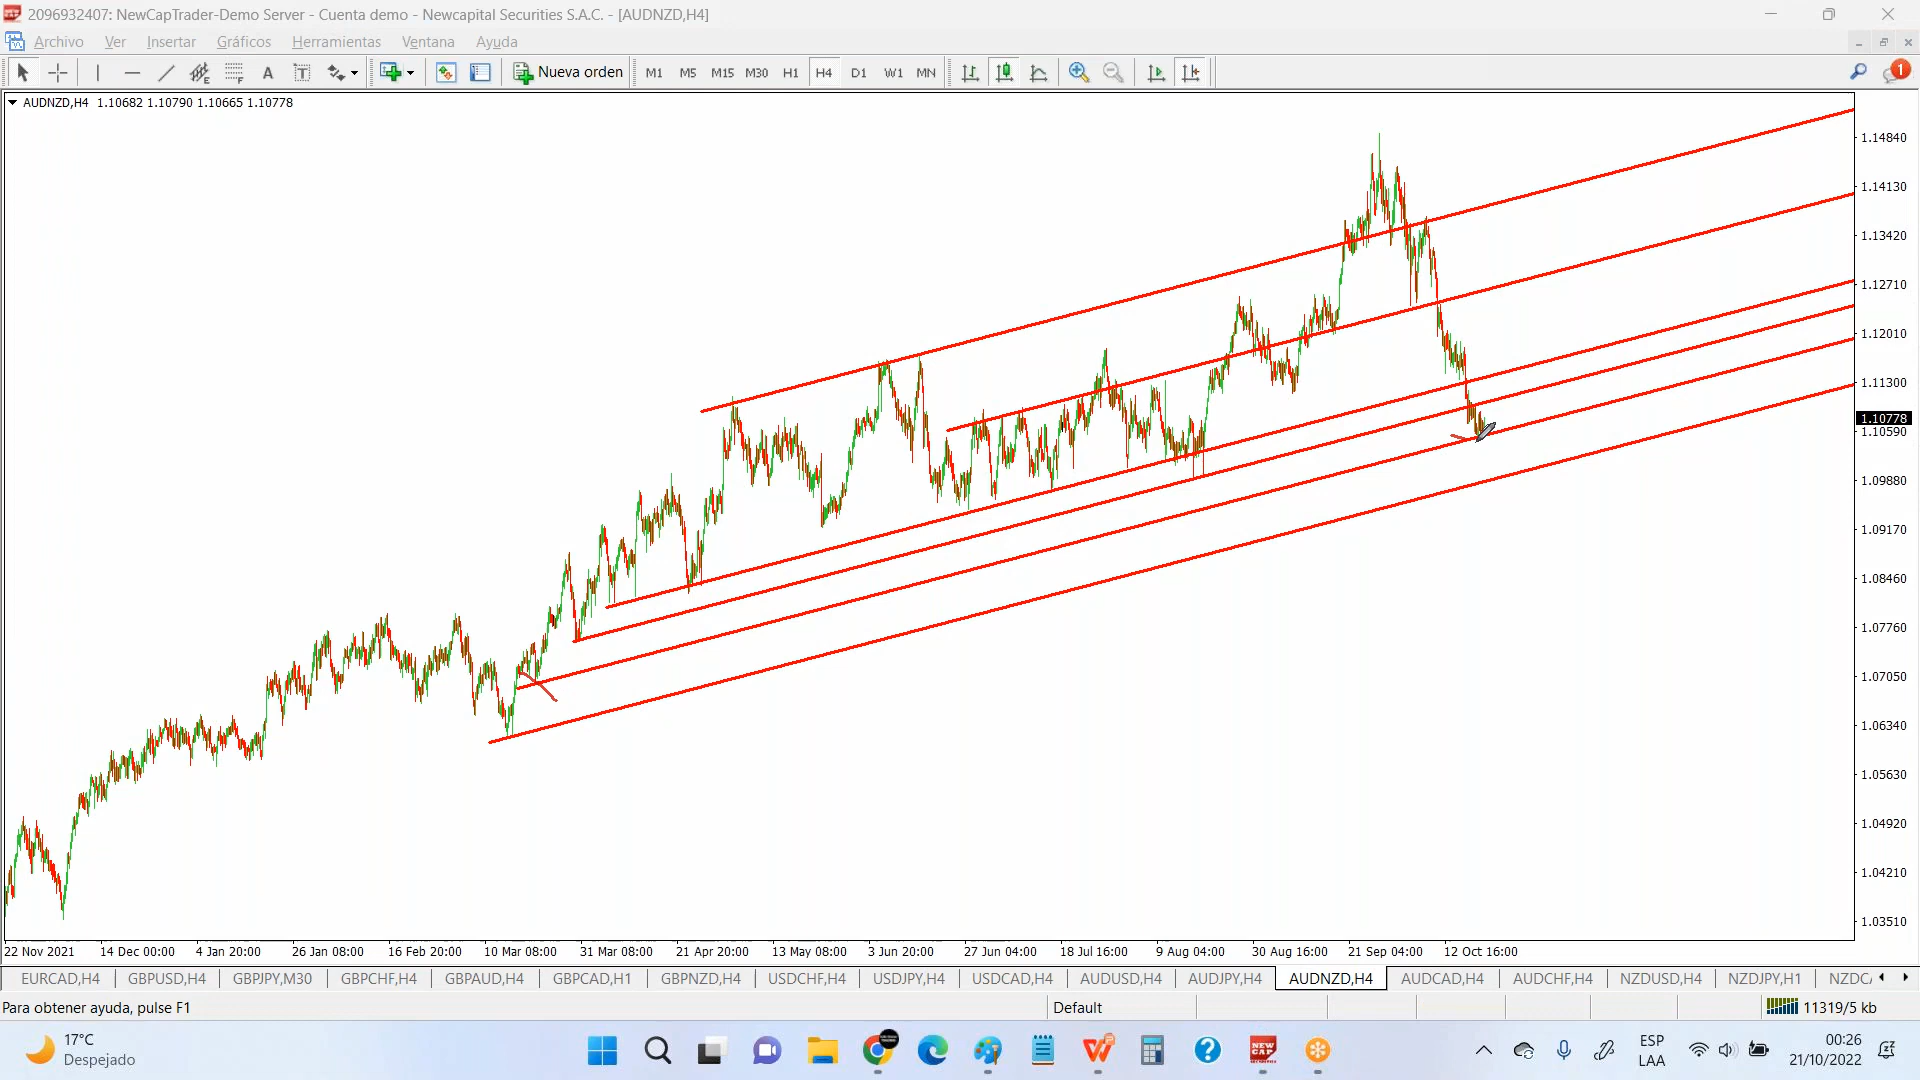 2096932407: NewCapTrader-Demo Server - Cuenta demo - Newcapital Securities S.A.C. - [AUDNZD,H4]
Archivo Ver Insertar Gráficos Herramientas Ventana Ayuda
A T Nueva orden M1 M5 M15 M30 H1 H4 D1 W1 MN 1
AUDNZD,H4 1.10682 1.10790 1.10665 1.10778
1.14840
1.14130
1.13420
1.12710
1.12010
1.11300
1.10778
1.10590
1.09880
1.09170
1.08460
1.07760
1.07050
1.06340
1.05630
1.04920
1.04210
1.03510
22 Nov 2021 14 Dec 00:00 4 Jan 20:00 26 Jan 08:00 16 Feb 20:00 10 Mar 08:00 31 Mar 08:00 21 Apr 20:00 13 May 08:00 3 Jun 20:00 27 Jun 04:00 18 Jul 16:00 9 Aug 04:00 30 Aug 16:00 21 Sep 04:00 12 Oct 16:00
EURCAD,H4 GBPUSD,H4 GBPJPY,M30 GBPCHF,H4 GBPAUD,H4 GBPCAD,H1 GBPNZD,H4 USDCHF,H4 USDJPY,H4 USDCAD,H4 AUDUSD,H4 AUDJPY,H4 AUDNZD,H4 AUDCAD,H4 AUDCHF,H4 NZDUSD,H4 NZDJPY,H1 NZDC
Para obtener ayuda, pulse F1 Default 11319/5 kb
17°C
Despejado
NEW CAP
ESP
LAA
00:26
21/10/2022